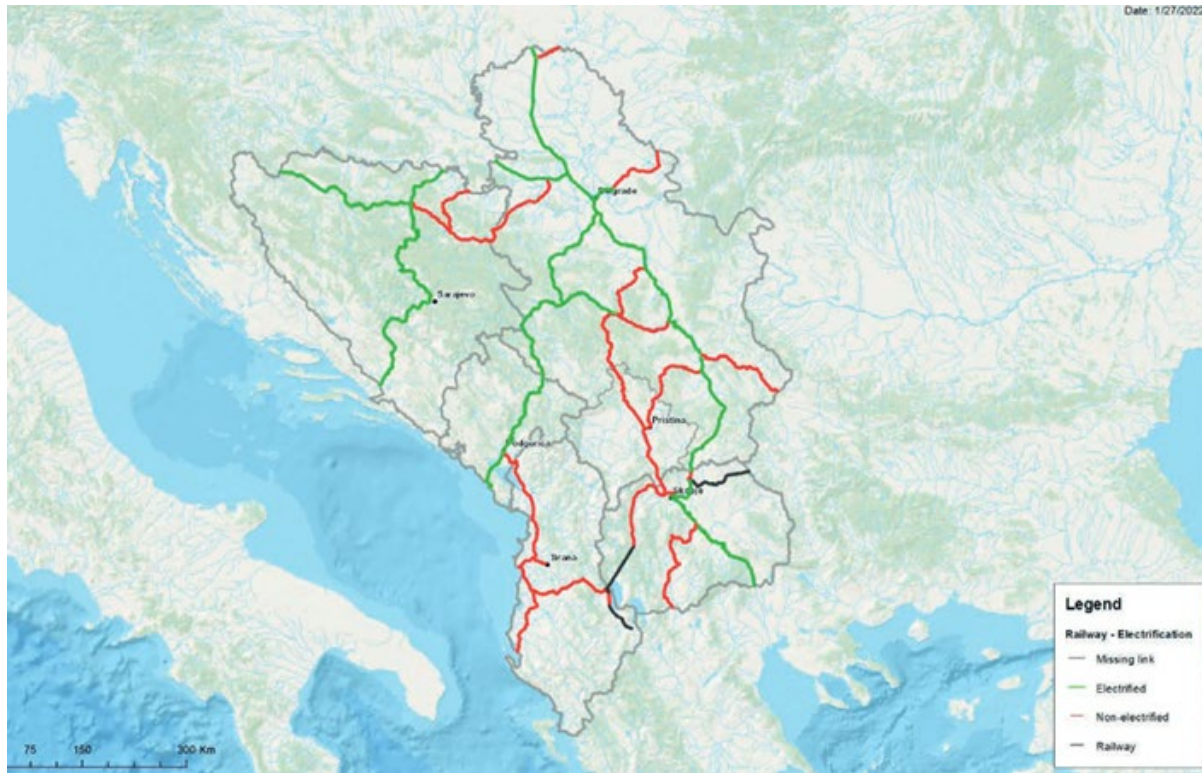 Date: 1/27/2022
Belgrade
Sarajevo
Pristina
Podgorica
Skopje
Tirana
Legend
Railway - Electrification
Missing link
Electrified
Non-electrified
Railway
75 150 300 Km